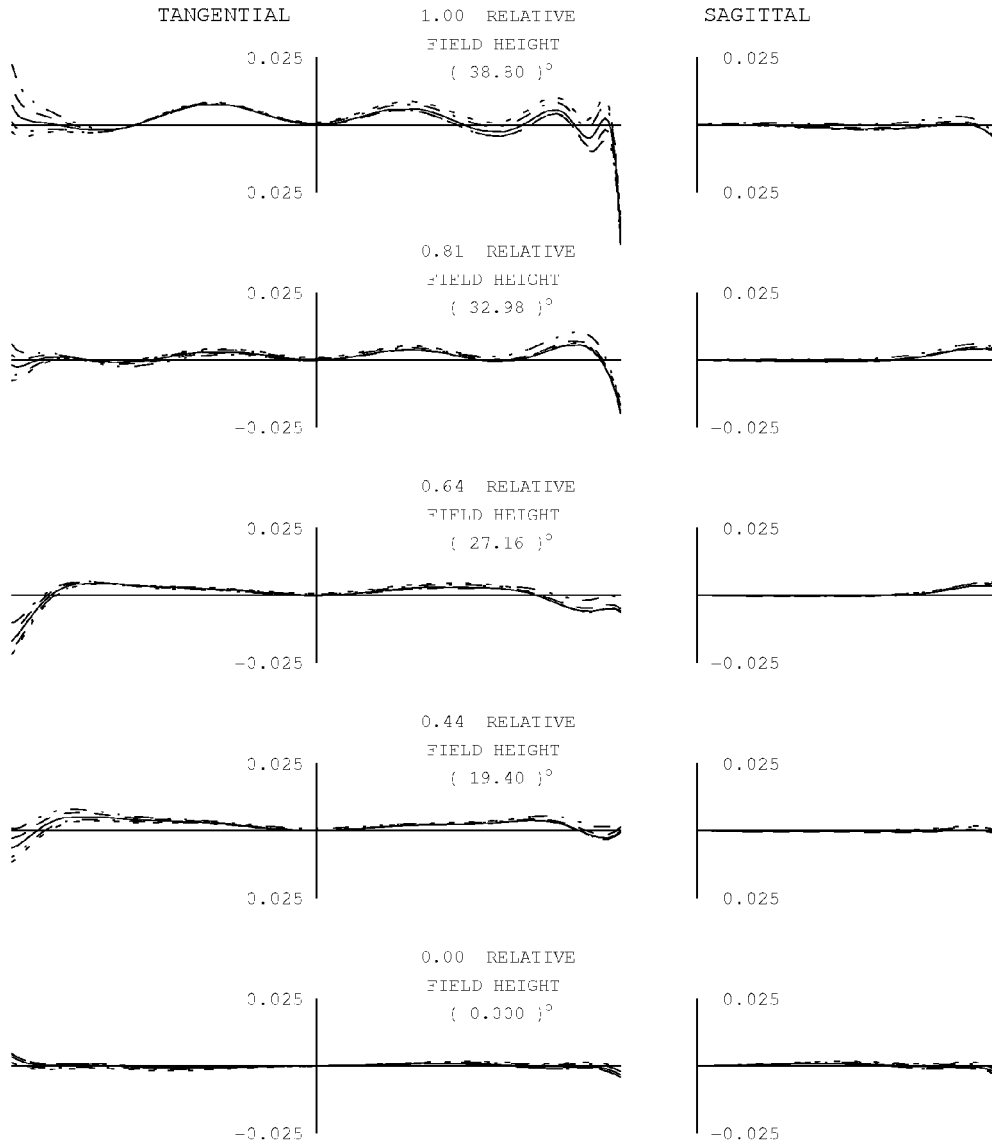 TANGENTIAL
1.00 RELATIVE
SAGITTAL
FIELD HEIGHT
( 38.80 )°
0.025
0.025
0.025
0.025
0.81 RELATIVE
FIELD HEIGHT
( 32.98 )°
0.025
0.025
-0.025
-0.025
0.64 RELATIVE
FIELD HEIGHT
( 27.16 )°
0.025
0.025
-0.025
-0.025
0.44 RELATIVE
FIELD HEIGHT
( 19.40 )°
0.025
0.025
0.025
0.025
0.00 RELATIVE
FIELD HEIGHT
( 0.000 )°
0.025
0.025
-0.025
-0.025